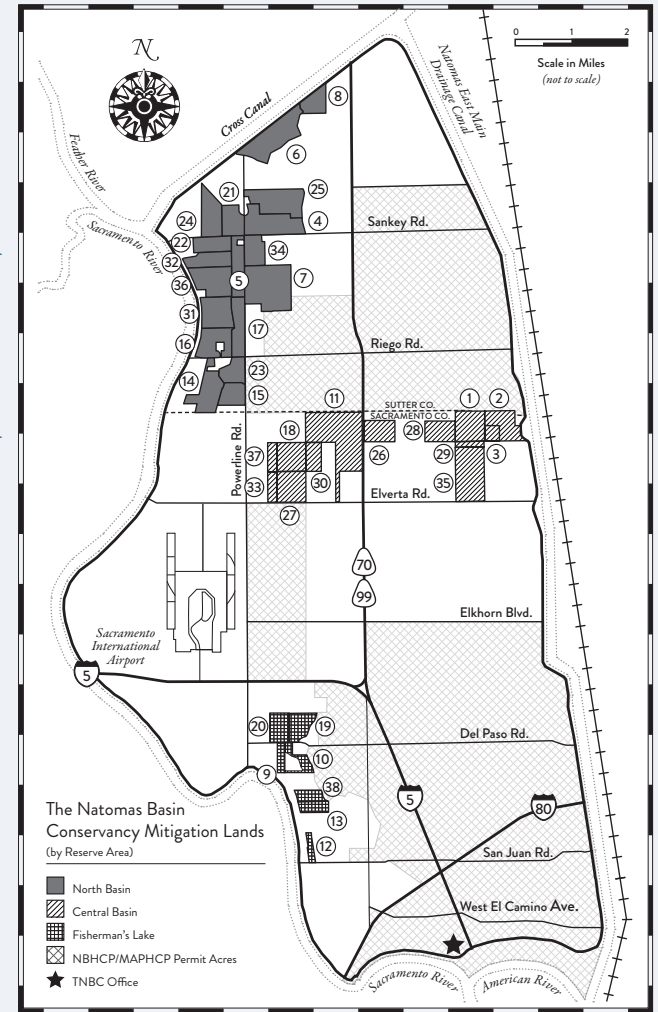 N
0 1 2
Scale in Miles
(not to scale)
Natomas East Main
Drainage Canal
Cross Canal
Feather River
Sacramento River
8
6
21
25
24
4
Sankey Rd.
22
34
32
5
7
36
31
17
16
Riego Rd.
23
14
15
11
1
2
SUTTER CO.
SACRAMENTO CO.
18
28
37
26
29
3
Powerline Rd.
33
30
35
Elverta Rd.
27
70
99
Elkhorn Blvd.
Sacramento
International
Airport
5
20
19
Del Paso Rd.
10
9
38
5
80
13
12
San Juan Rd.
West El Camino Ave.
The Natomas Basin
Conservancy Mitigation Lands
(by Reserve Area)
North Basin
Central Basin
Fisherman's Lake
NBHCP/MAPHCP Permit Acres
TNBC Office
Sacramento River
American River